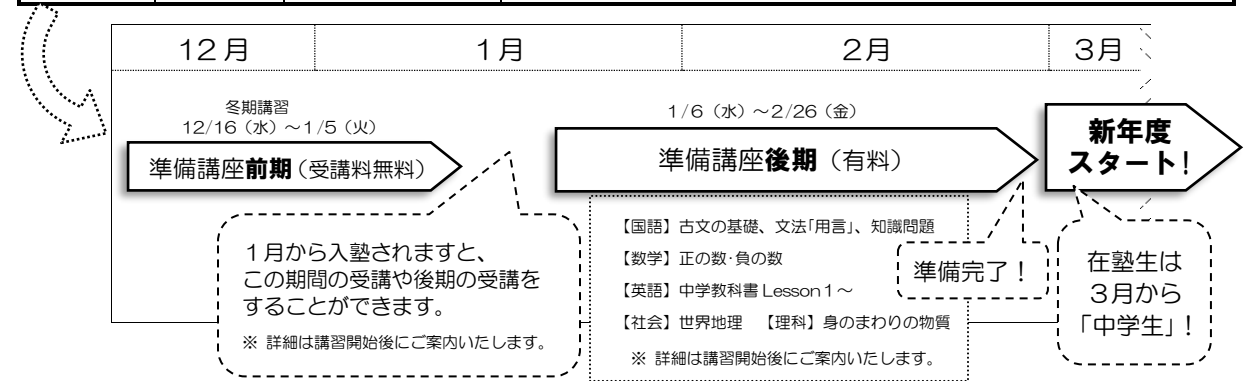 12月 1月 2月 3月
冬期講習
12/16（水）～1/5（火）
準備講座前期（受講料無料）
1/6（水）～2/26（金）
準備講座後期（有料）
新年度
スタート！
1月から入塾されますと、
この期間の受講や後期の受講を
することができます。
※ 詳細は講習開始後にご案内いたします。
【国語】古文の基礎、文法｢用言｣、知識問題
【数学】正の数･負の数
【英語】中学教科書 Lesson１～
【社会】世界地理　【理科】身のまわりの物質
※ 詳細は講習開始後にご案内いたします。
準備完了！
在塾生は
３月から
「中学生」！